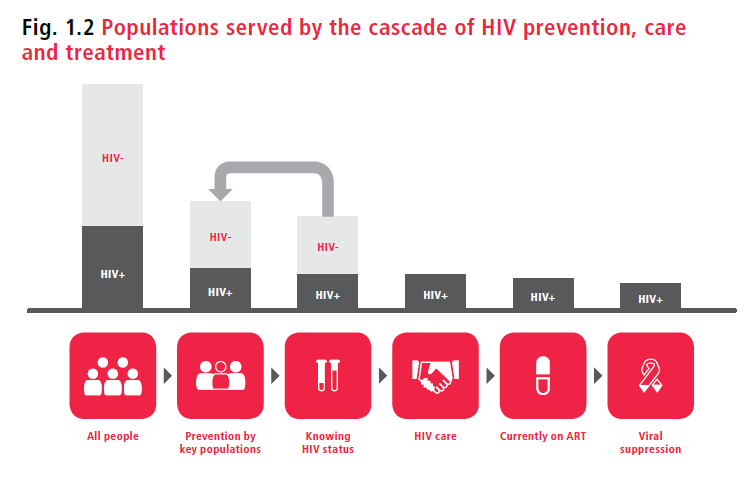 Fig. 1.2 Populations served by the cascade of HIV prevention, care
and treatment
HIV-
HIV+
HIV-
HIV+
HIV-
HIV+
HIV+
HIV+
HIV+
All people
Prevention by
key populations
Knowing
HIV status
HIV care
Currently on ART
Viral
suppression